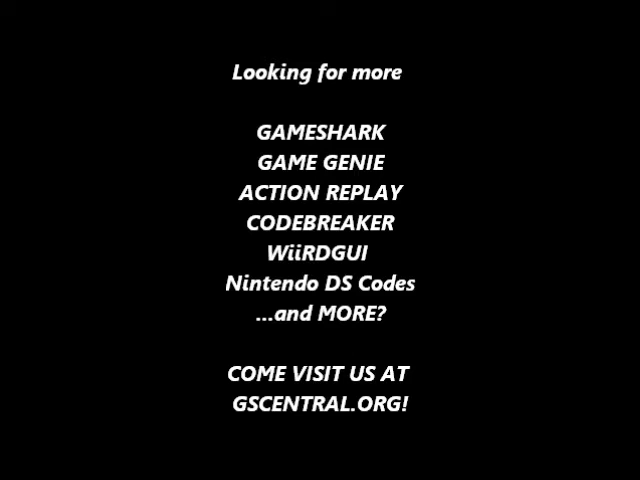 Looking for more
GAMESHARK
GAME GENIE
ACTION REPLAY
CODEBREAKER
WiiRDGUI
Nintendo DS Codes
...and MORE?
COME VISIT US AT
GSCENTRAL.ORG!